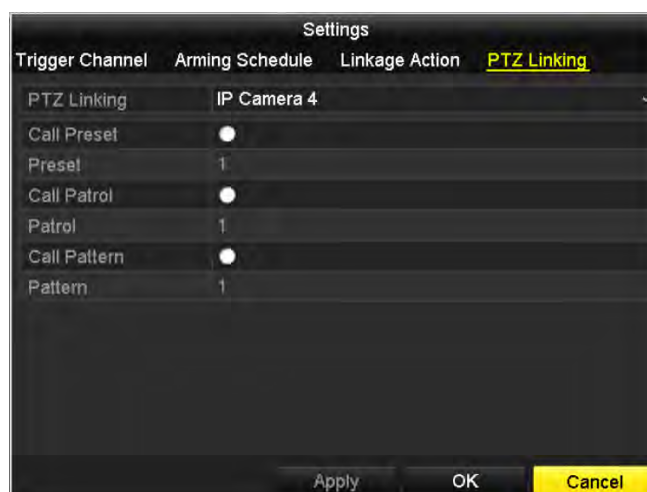 Settings
Trigger Channel Arming Schedule Linkage Action PTZ Linking
PTZ Linking IP Camera 4
Call Preset
Preset 1
Call Patrol
Patrol 1
Call Pattern
Pattern 1
Apply OK Cancel